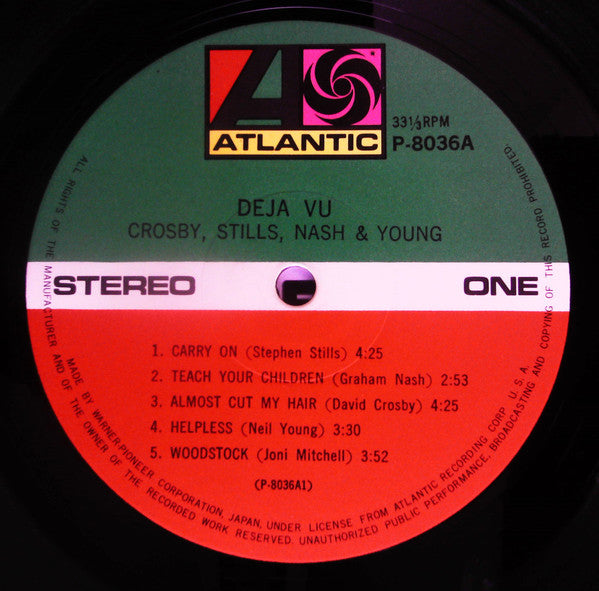 ATLANTIC
33⅓RPM
P-8036A
DEJA VU
CROSBY, STILLS, NASH & YOUNG
STEREO
ONE
1. CARRY ON (Stephen Stills) 4:25
2. TEACH YOUR CHILDREN (Graham Nash) 2:53
3. ALMOST CUT MY HAIR (David Crosby) 4:25
4. HELPLESS (Neil Young) 3:30
5. WOODSTOCK (Joni Mitchell) 3:52
(P-8036A1)
MADE BY WARNER-PIONEER CORPORATION, JAPAN, UNDER LICENSE FROM ATLANTIC RECORDING CORP. U.S.A.
ALL RIGHTS OF THE MANUFACTURER AND OF THE OWNER OF THE RECORDED WORK RESERVED. UNAUTHORIZED PUBLIC PERFORMANCE, BROADCASTING AND COPYING OF THIS RECORD PROHIBITED.